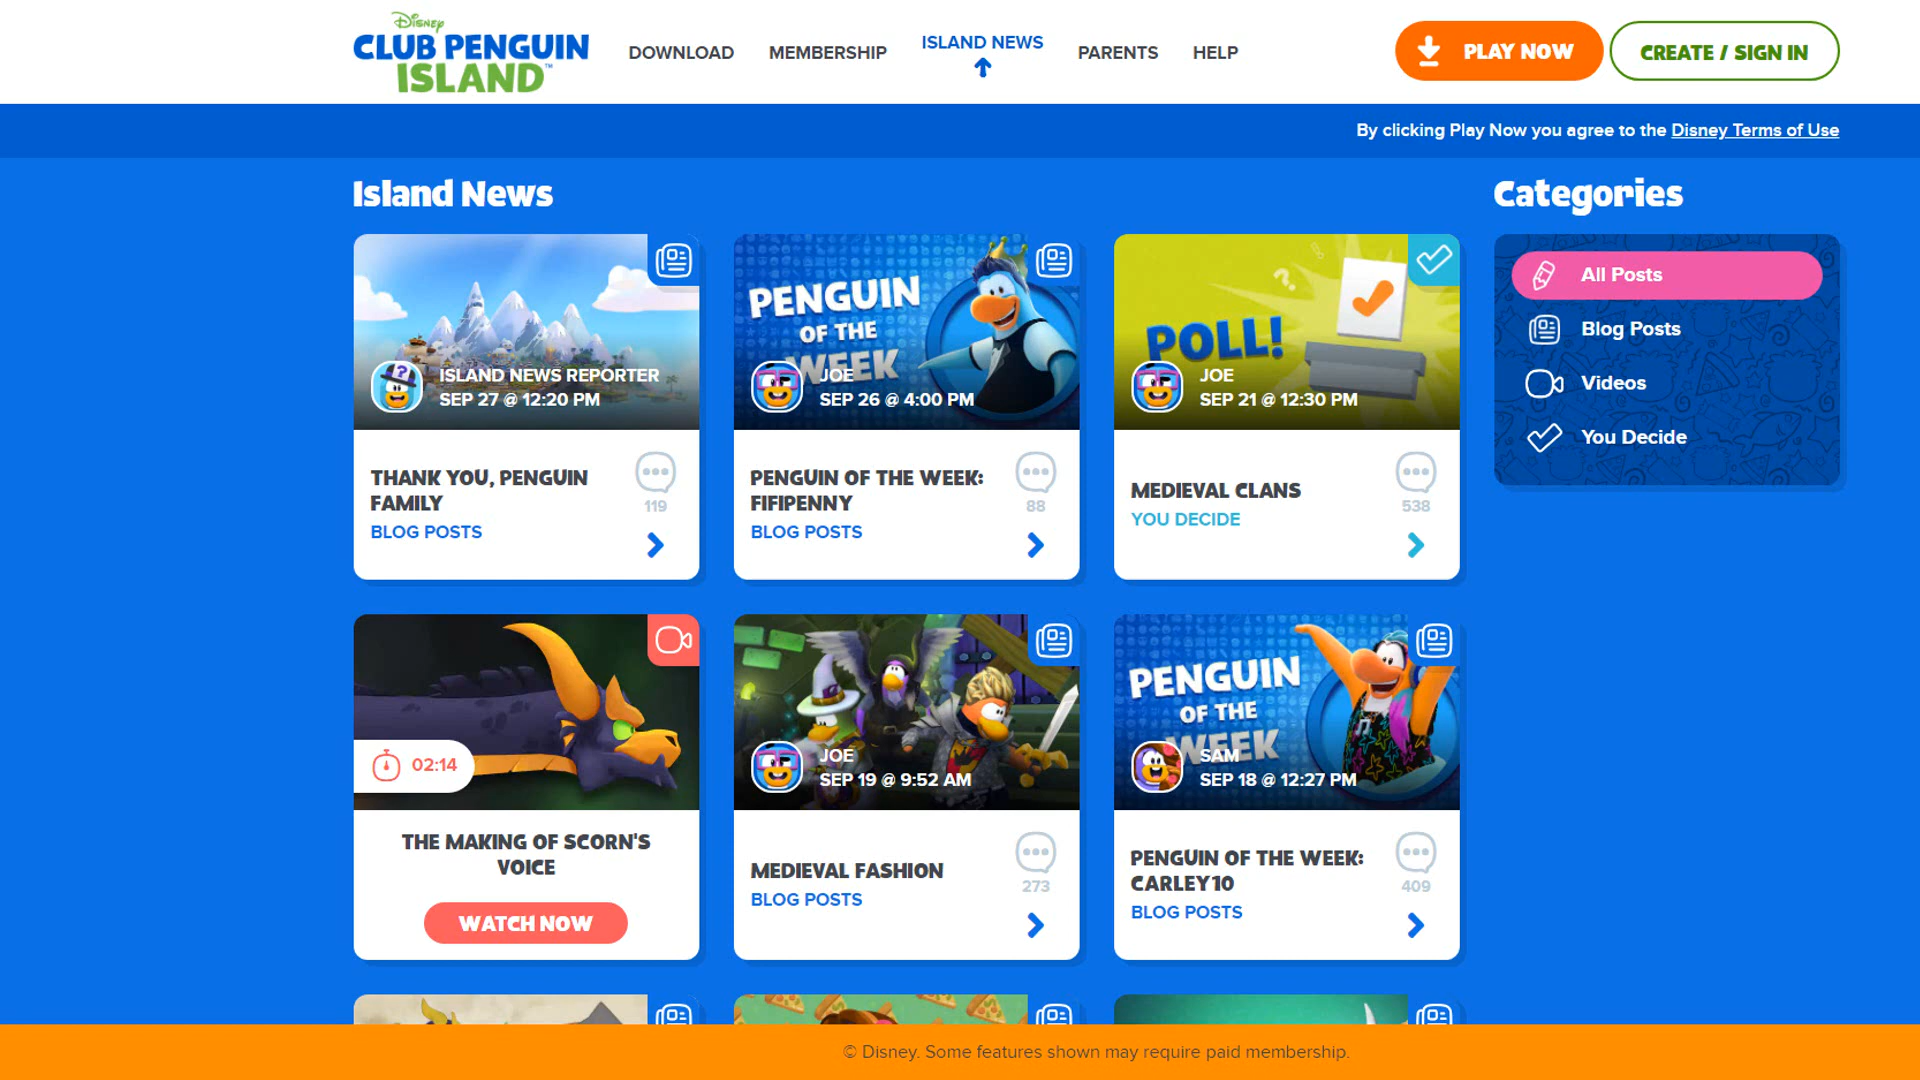 Disney
CLUB PENGUIN
ISLAND™
DOWNLOAD
MEMBERSHIP
ISLAND NEWS
PARENTS
HELP
PLAY NOW
CREATE / SIGN IN
By clicking Play Now you agree to the Disney Terms of Use
Island News
Categories
All Posts
Blog Posts
Videos
You Decide
ISLAND NEWS REPORTER
SEP 27 @ 12:20 PM
THANK YOU, PENGUIN
FAMILY
BLOG POSTS
119
PENGUIN
OF THE
WEEK
JOE
SEP 26 @ 4:00 PM
PENGUIN OF THE WEEK:
FIFIPENNY
BLOG POSTS
88
POLL!
JOE
SEP 21 @ 12:30 PM
MEDIEVAL CLANS
YOU DECIDE
538
02:14
THE MAKING OF SCORN'S
VOICE
WATCH NOW
JOE
SEP 19 @ 9:52 AM
MEDIEVAL FASHION
BLOG POSTS
273
PENGUIN
OF THE
WEEK
SAM
SEP 18 @ 12:27 PM
PENGUIN OF THE WEEK:
CARLEY10
BLOG POSTS
409
© Disney. Some features shown may require paid membership.